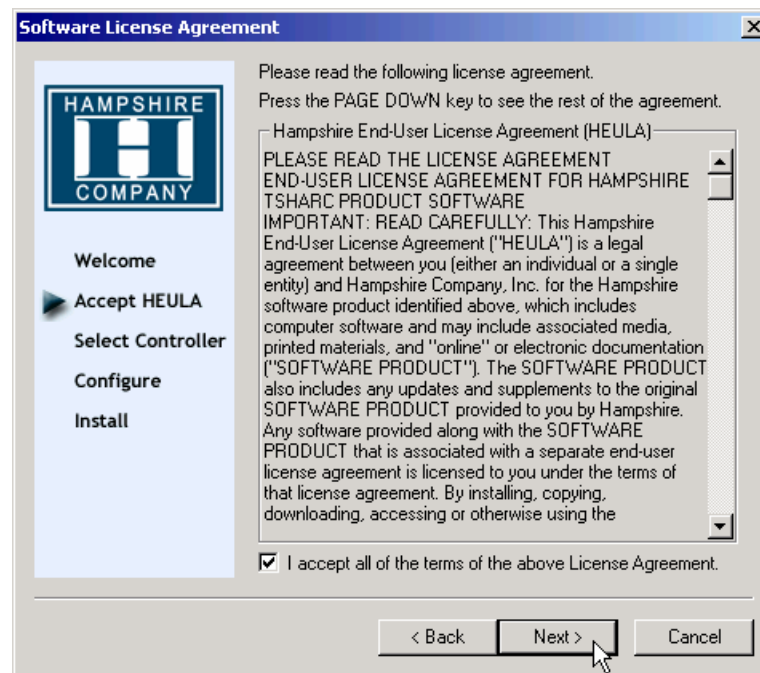 Software License Agreement
HAMPSHIRE
H
COMPANY
Welcome
Accept HEULA
Select Controller
Configure
Install
Please read the following license agreement.
Press the PAGE DOWN key to see the rest of the agreement.
Hampshire End-User License Agreement (HEULA)
PLEASE READ THE LICENSE AGREEMENT
END-USER LICENSE AGREEMENT FOR HAMPSHIRE
TSHARC PRODUCT SOFTWARE
IMPORTANT: READ CAREFULLY: This Hampshire
End-User License Agreement ("HEULA") is a legal
agreement between you (either an individual or a single
entity) and Hampshire Company, Inc. for the Hampshire
software product identified above, which includes
computer software and may include associated media,
printed materials, and "online" or electronic documentation
("SOFTWARE PRODUCT"). The SOFTWARE PRODUCT
also includes any updates and supplements to the original
SOFTWARE PRODUCT provided to you by Hampshire.
Any software provided along with the SOFTWARE
PRODUCT that is associated with a separate end-user
license agreement is licensed to you under the terms of
that license agreement. By installing, copying,
downloading, accessing or otherwise using the
I accept all of the terms of the above License Agreement.
< Back
Next >
Cancel